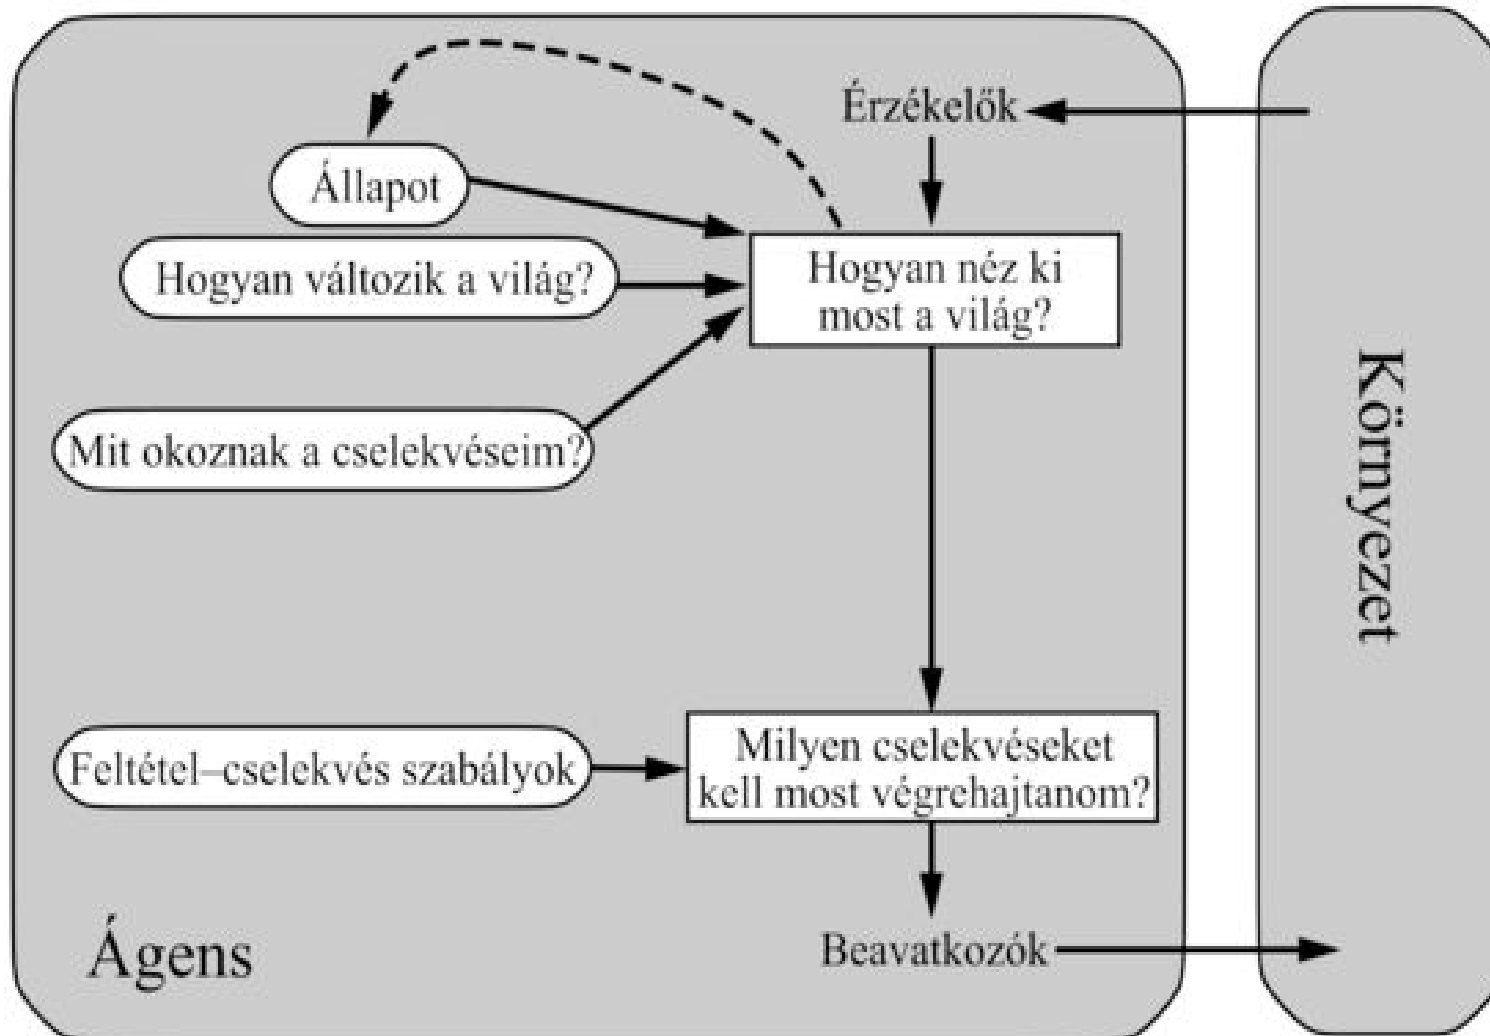 Érzékelők
Állapot
Hogyan változik a világ?
Hogyan néz ki
most a világ?
Mit okoznak a cselekvéseim?
Környezet
Feltétel–cselekvés szabályok
Milyen cselekvéseket
kell most végrehajtanom?
Ágens
Beavatkozók